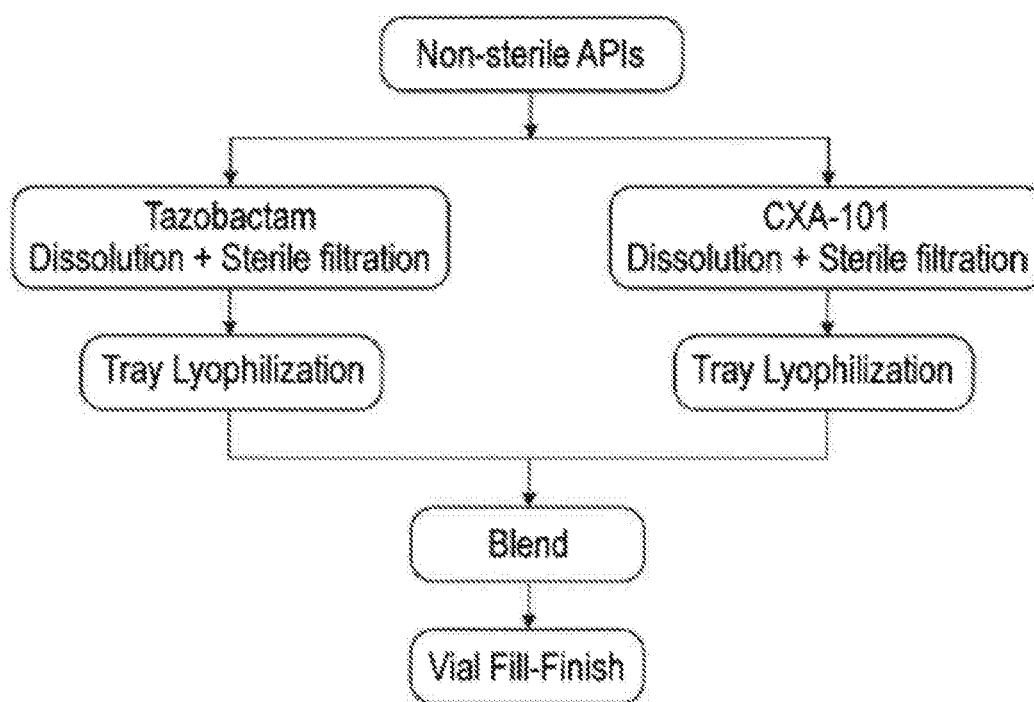 Non-sterile APIs
Tazobactam
Dissolution + Sterile filtration
CXA-101
Dissolution + Sterile filtration
Tray Lyophilization
Tray Lyophilization
Blend
Vial Fill-Finish